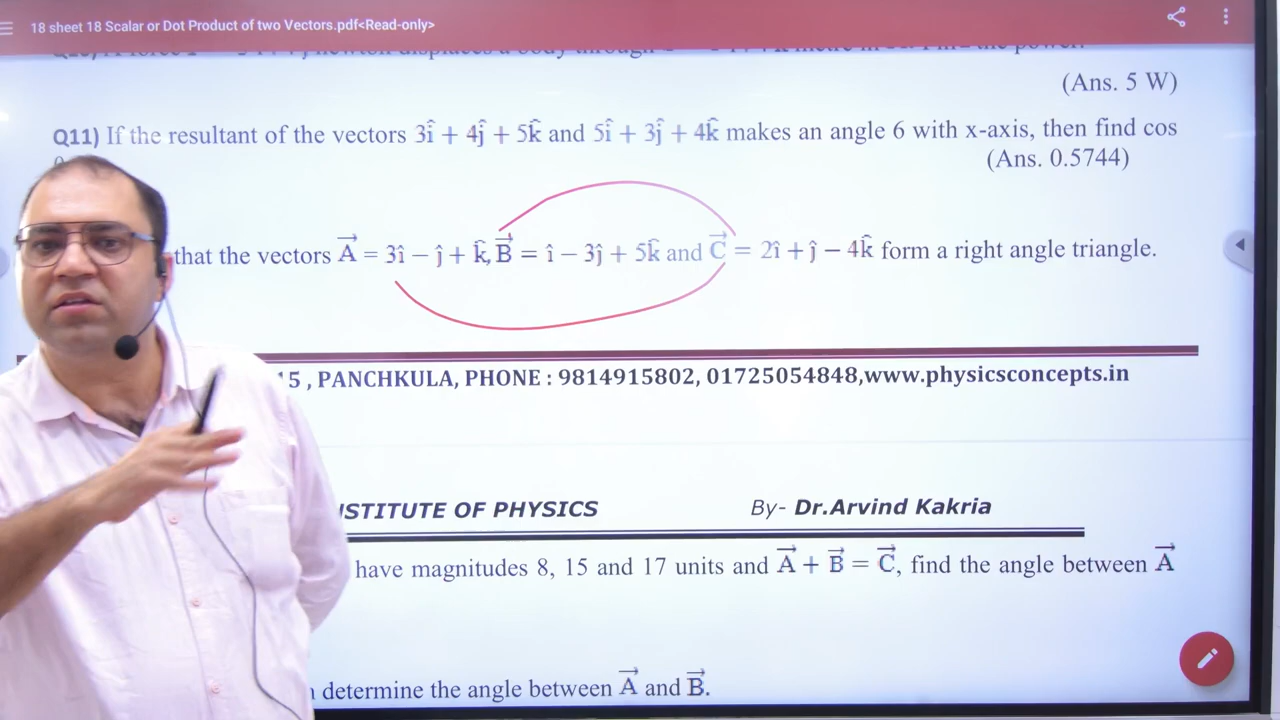 18 sheet 18 Scalar or Dot Product of two Vectors.pdf<Read-only>
(Ans. 5 W)
Q11) If the resultant of the vectors 3î + 4ĵ + 5k̂ and 5î + 3ĵ + 4k̂ makes an angle 6 with x-axis, then find cos
(Ans. 0.5744)
that the vectors A⃗ = 3î − ĵ + k̂, B⃗ = î − 3ĵ + 5k̂ and C⃗ = 2î + ĵ − 4k̂ form a right angle triangle.
15 , PANCHKULA, PHONE : 9814915802, 01725054848,www.physicsconcepts.in
STITUTE OF PHYSICS By- Dr.Arvind Kakria
have magnitudes 8, 15 and 17 units and A⃗ + B⃗ = C⃗, find the angle between A⃗
determine the angle between A⃗ and B⃗.